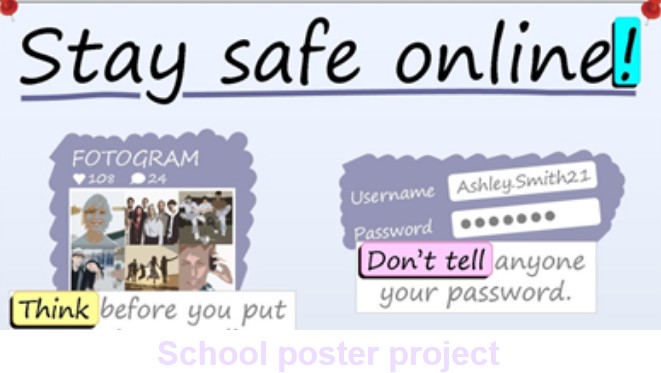 Stay safe online!
FOTOGRAM
108 24
Username Ashley.Smith21
Password
Think before you put
Don't tell anyone
your password.
School poster project